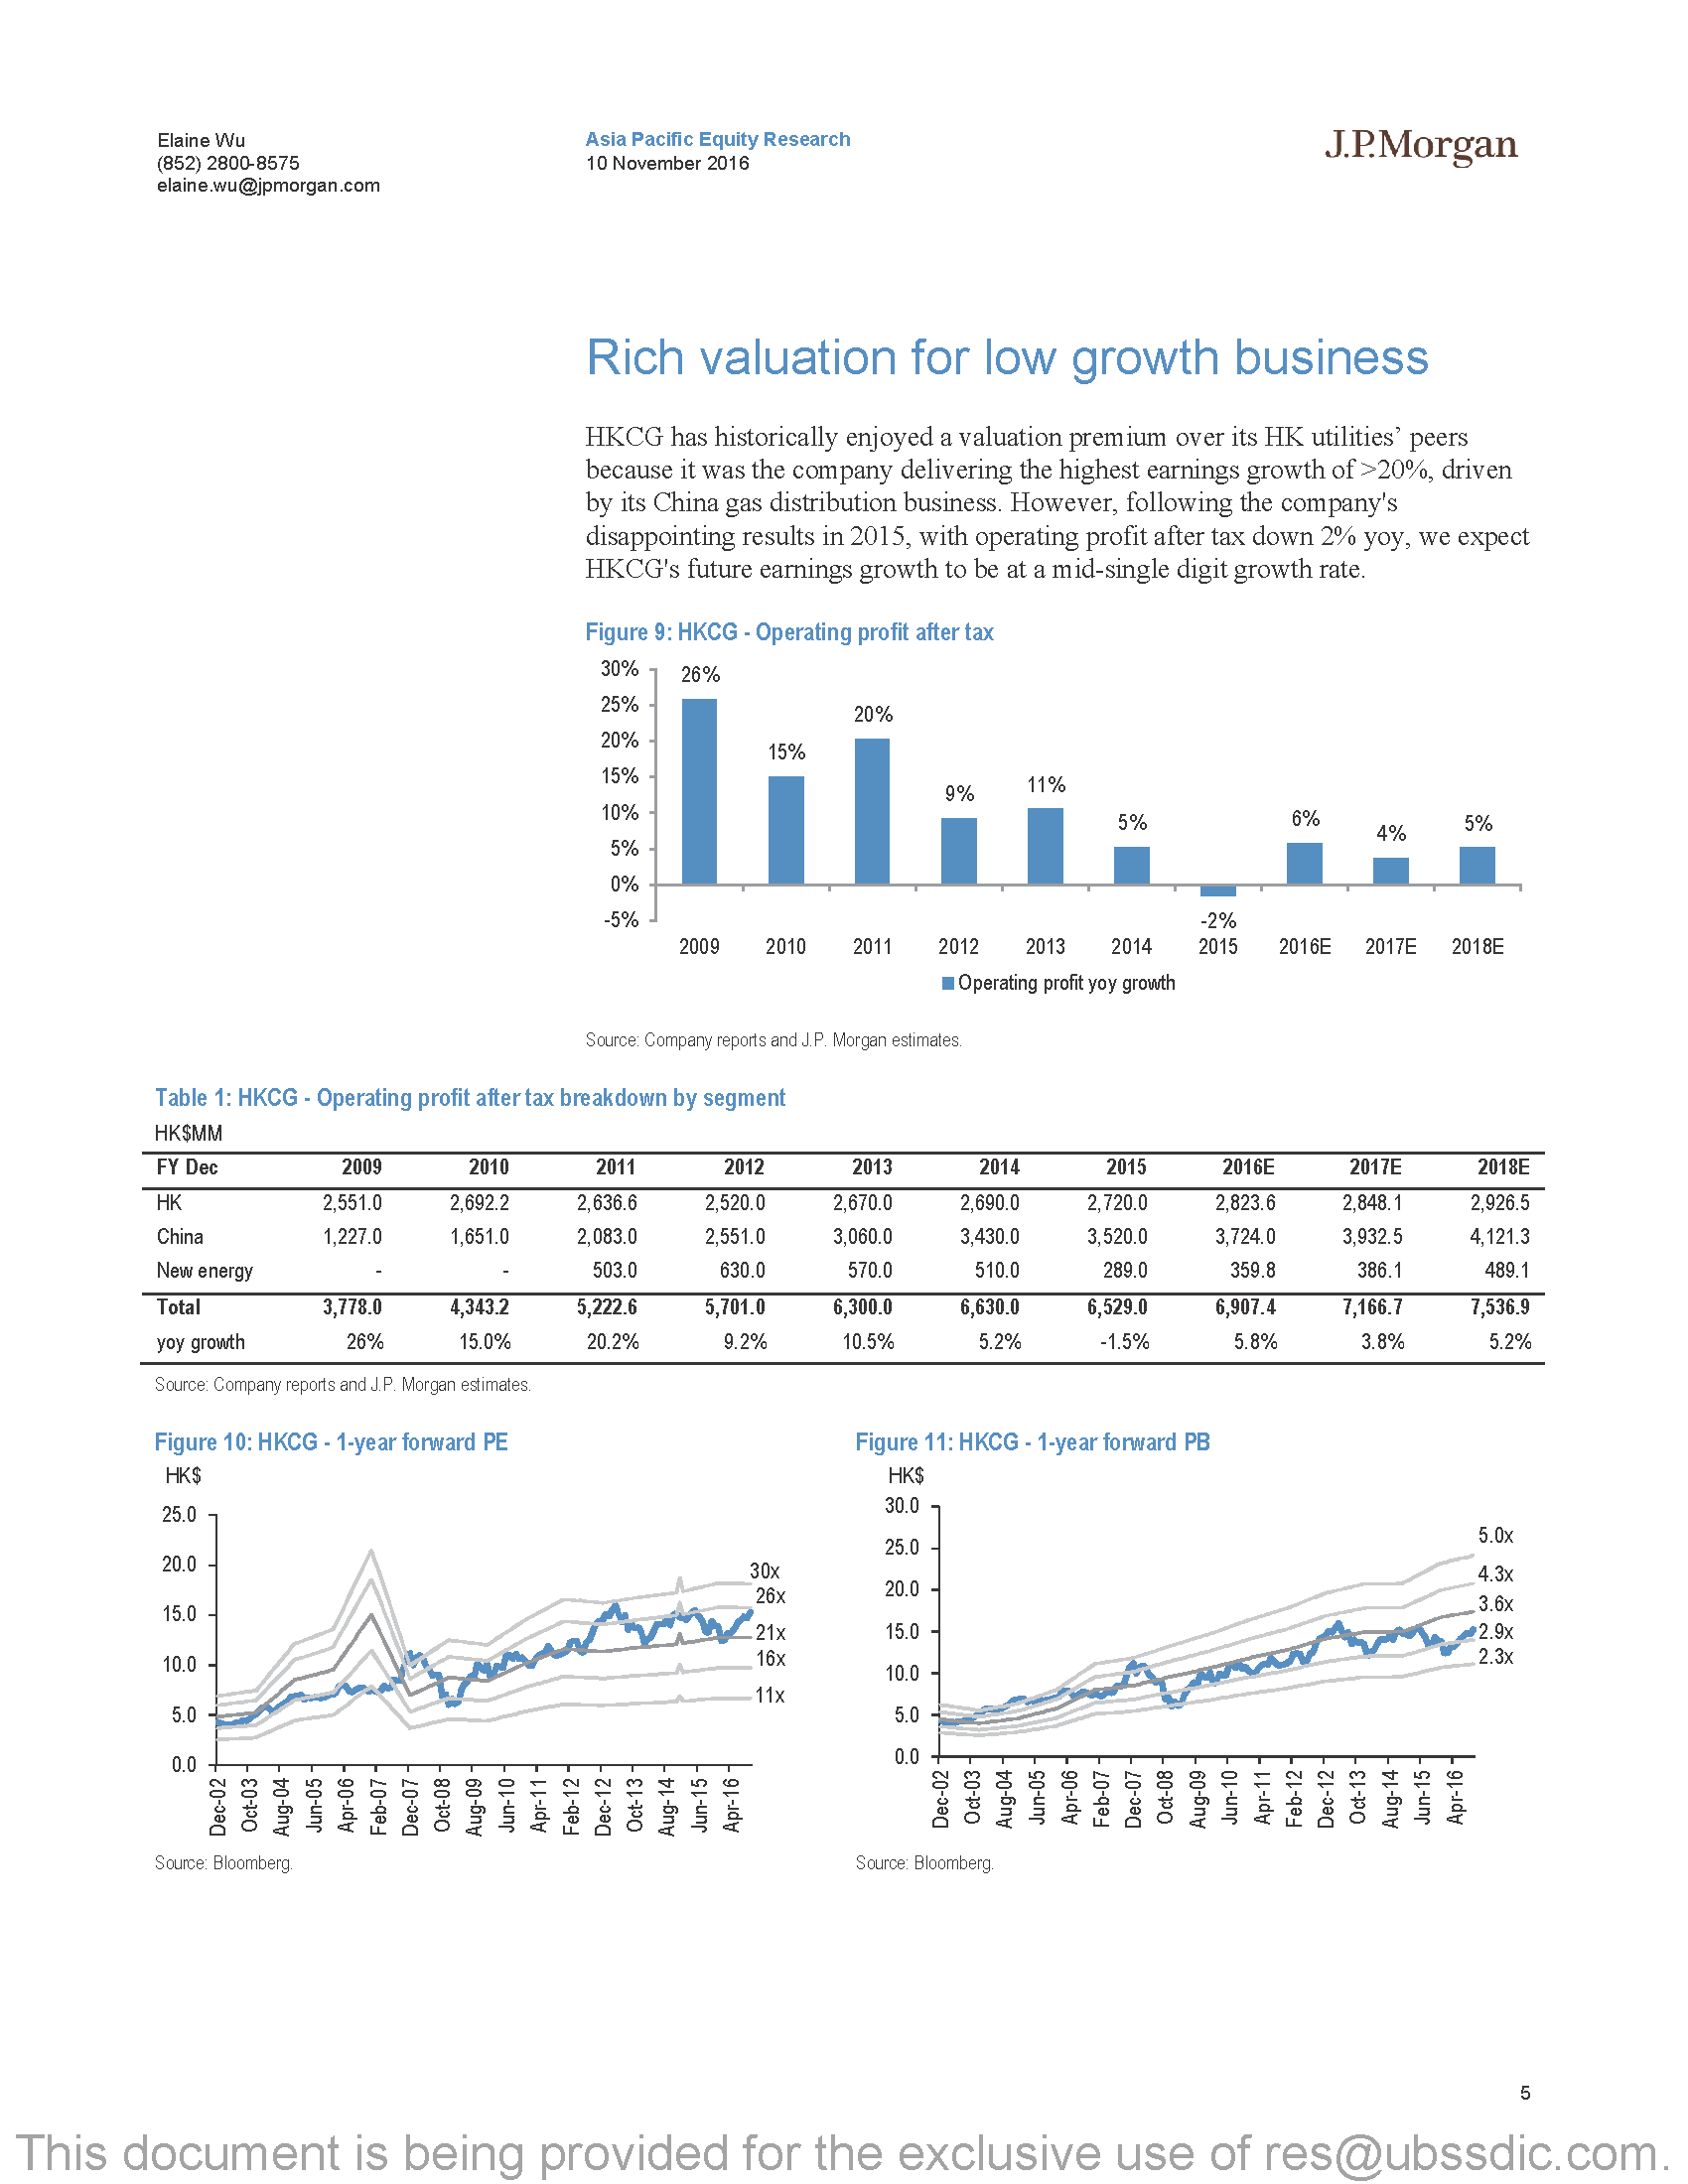 Elaine Wu
(852) 2800-8575
elaine.wu@jpmorgan.com
Asia Pacific Equity Research
10 November 2016
J.P.Morgan
Rich valuation for low growth business
HKCG has historically enjoyed a valuation premium over its HK utilities’ peers
because it was the company delivering the highest earnings growth of >20%, driven
by its China gas distribution business. However, following the company's
disappointing results in 2015, with operating profit after tax down 2% yoy, we expect
HKCG's future earnings growth to be at a mid-single digit growth rate.
Figure 9: HKCG - Operating profit after tax
30%
25%
20%
15%
10%
5%
0%
-5%
26%
15%
20%
9%
11%
5%
-2%
6%
4%
5%
2009 2010 2011 2012 2013 2014 2015 2016E 2017E 2018E
Operating profit yoy growth
Source: Company reports and J.P. Morgan estimates.
Table 1: HKCG - Operating profit after tax breakdown by segment
HK$MM
FY Dec 2009 2010 2011 2012 2013 2014 2015 2016E 2017E 2018E
HK 2,551.0 2,692.2 2,636.6 2,520.0 2,670.0 2,690.0 2,720.0 2,823.6 2,848.1 2,926.5
China 1,227.0 1,651.0 2,083.0 2,551.0 3,060.0 3,430.0 3,520.0 3,724.0 3,932.5 4,121.3
New energy - - 503.0 630.0 570.0 510.0 289.0 359.8 386.1 489.1
Total 3,778.0 4,343.2 5,222.6 5,701.0 6,300.0 6,630.0 6,529.0 6,907.4 7,166.7 7,536.9
yoy growth 26% 15.0% 20.2% 9.2% 10.5% 5.2% -1.5% 5.8% 3.8% 5.2%
Source: Company reports and J.P. Morgan estimates.
Figure 10: HKCG - 1-year forward PE
HK$
25.0
20.0
15.0
10.0
5.0
0.0
30x
26x
21x
16x
11x
Dec-02 Oct-03 Aug-04 Jun-05 Apr-06 Feb-07 Dec-07 Oct-08 Aug-09 Jun-10 Apr-11 Feb-12 Dec-12 Oct-13 Aug-14 Jun-15 Apr-16
Source: Bloomberg.
Figure 11: HKCG - 1-year forward PB
HK$
30.0
25.0
20.0
15.0
10.0
5.0
0.0
5.0x
4.3x
3.6x
2.9x
2.3x
Dec-02 Oct-03 Aug-04 Jun-05 Apr-06 Feb-07 Dec-07 Oct-08 Aug-09 Jun-10 Apr-11 Feb-12 Dec-12 Oct-13 Aug-14 Jun-15 Apr-16
Source: Bloomberg.
5
This document is being provided for the exclusive use of res@ubssdic.com.